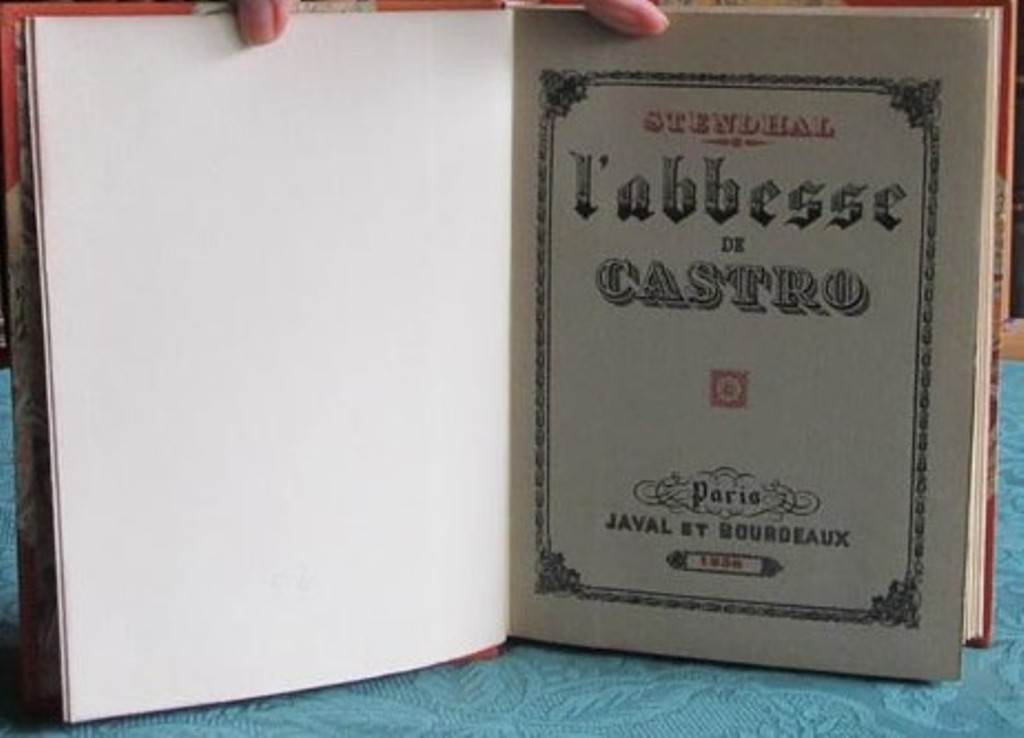 STENDHAL
l'abbesse
DE
CASTRO
Paris
JAVAL ET BOURDEAUX